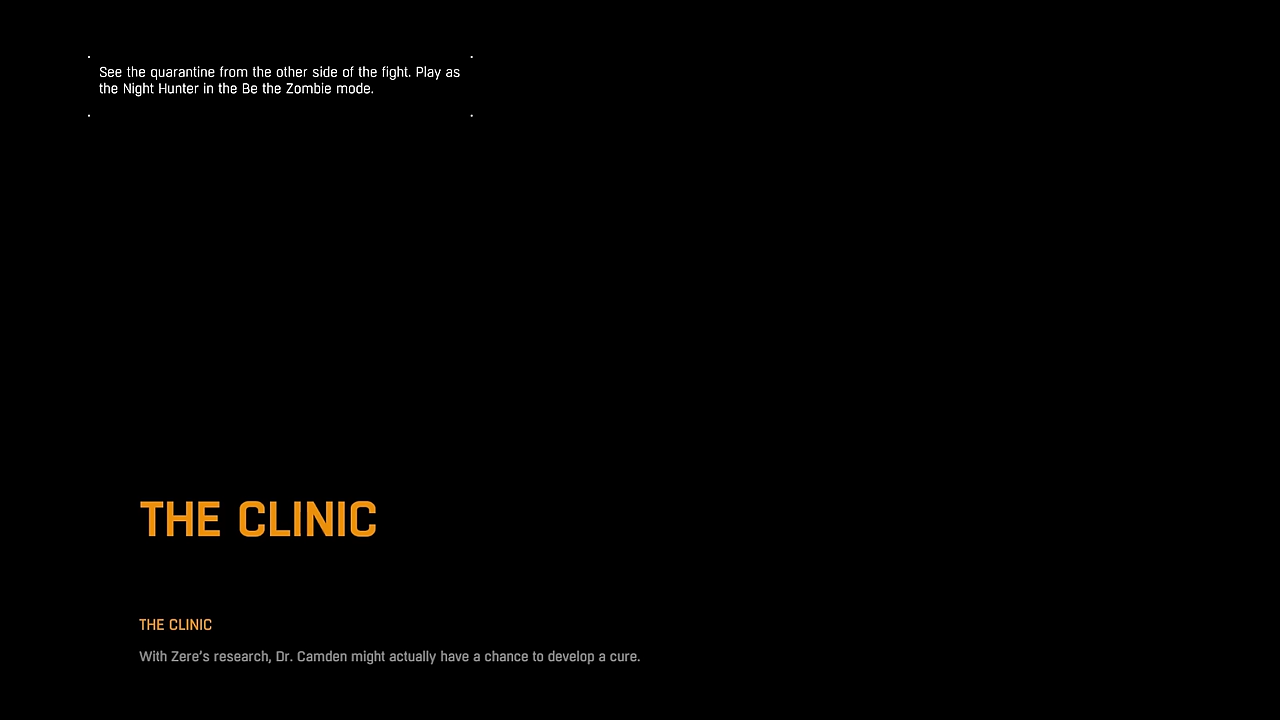 See the quarantine from the other side of the fight. Play as
the Night Hunter in the Be the Zombie mode.
THE CLINIC
THE CLINIC
With Zere's research, Dr. Camden might actually have a chance to develop a cure.